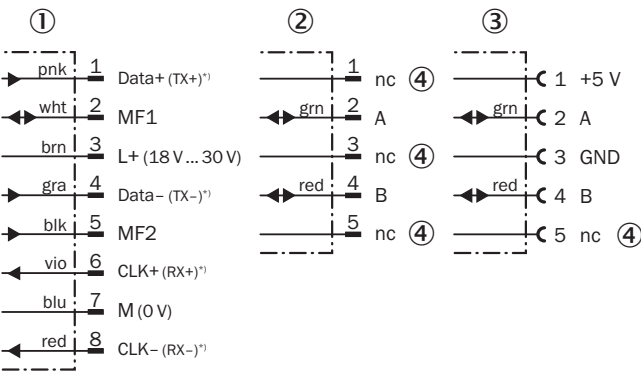 ① ② ③
pnk 1 Data+ (TX+)*)
wht 2 MF1
brn 3 L+ (18 V ... 30 V)
gra 4 Data– (TX–)*)
blk 5 MF2
vio 6 CLK+ (RX+)*)
blu 7 M (0 V)
red 8 CLK– (RX–)*)
1 nc ④
grn 2 A
3 nc ④
red 4 B
5 nc ④
1 +5 V
grn 2 A
3 GND
red 4 B
5 nc ④